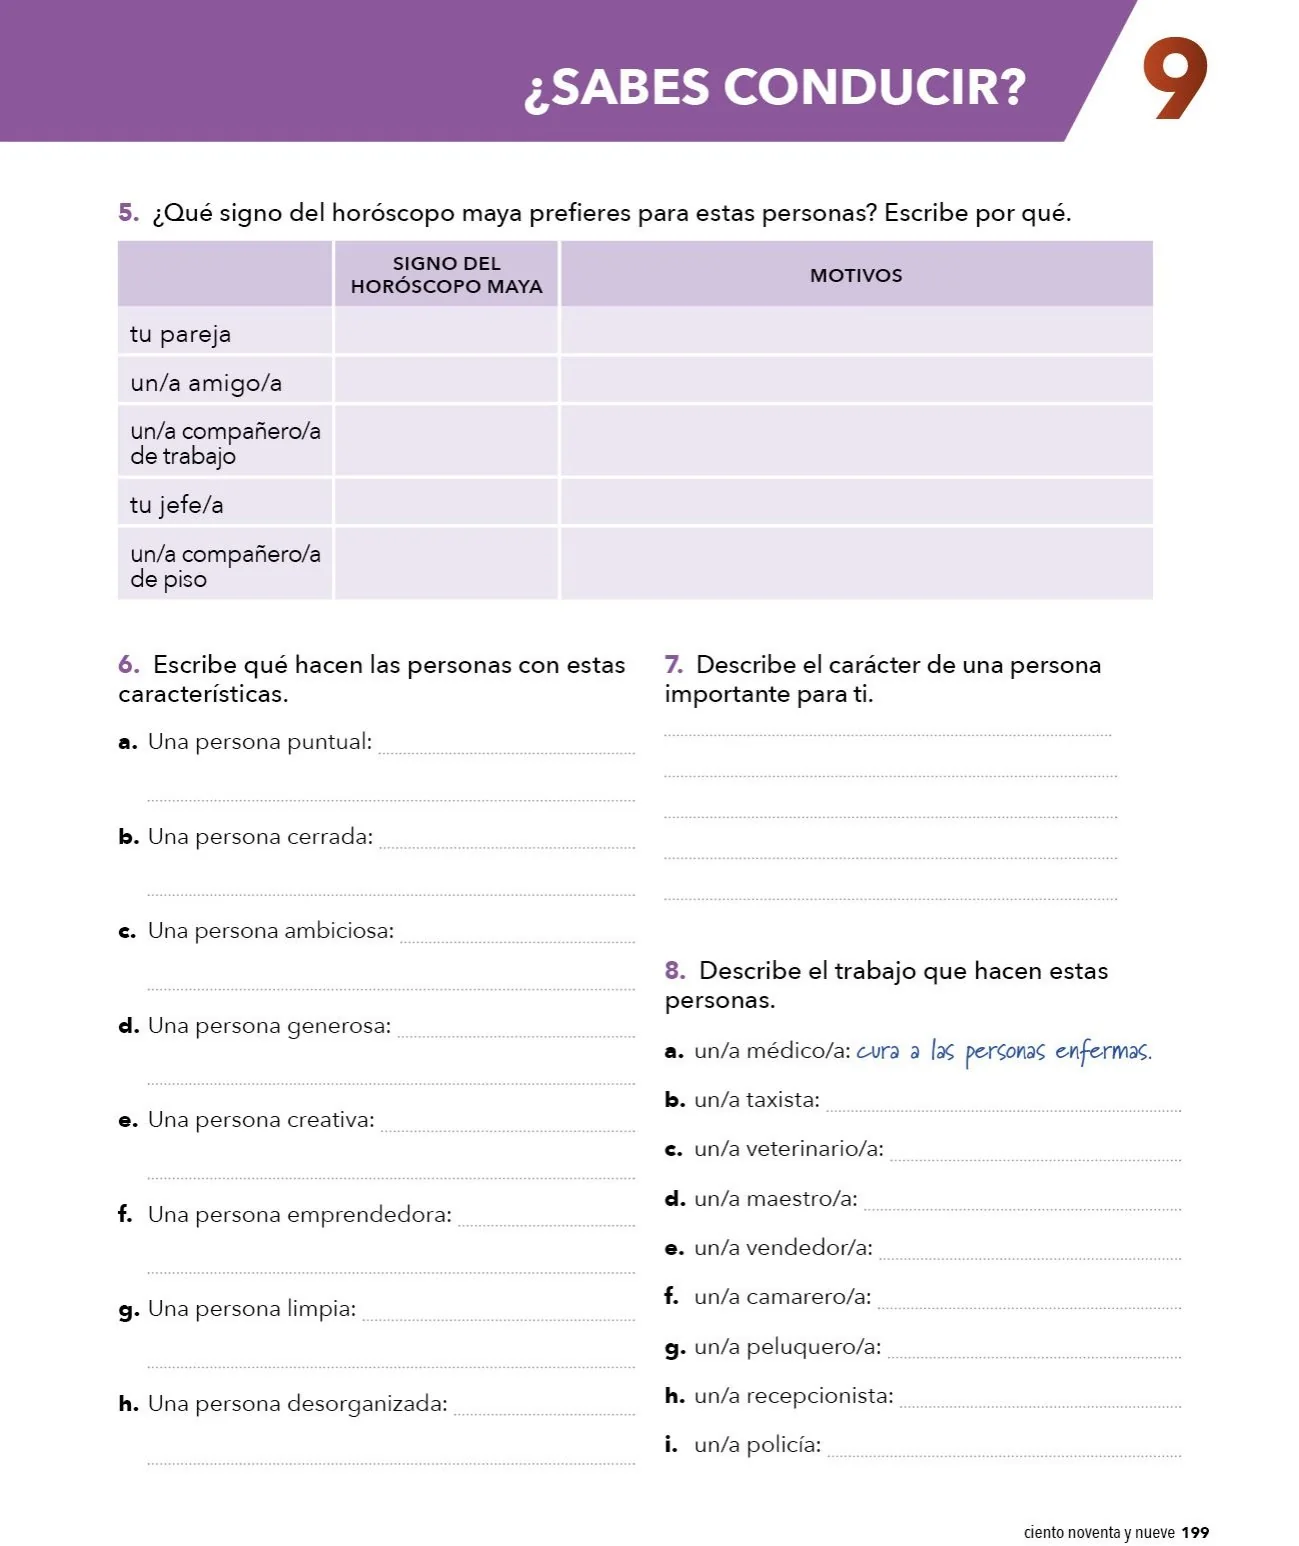 ¿SABES CONDUCIR?
9
5. ¿Qué signo del horóscopo maya prefieres para estas personas? Escribe por qué.
SIGNO DEL
HORÓSCOPO MAYA
MOTIVOS
tu pareja
un/a amigo/a
un/a compañero/a
de trabajo
tu jefe/a
un/a compañero/a
de piso
6. Escribe qué hacen las personas con estas
características.
a. Una persona puntual:
b. Una persona cerrada:
c. Una persona ambiciosa:
d. Una persona generosa:
e. Una persona creativa:
f. Una persona emprendedora:
g. Una persona limpia:
h. Una persona desorganizada:
7. Describe el carácter de una persona
importante para ti.
8. Describe el trabajo que hacen estas
personas.
a. un/a médico/a: cura a las personas enfermas.
b. un/a taxista:
c. un/a veterinario/a:
d. un/a maestro/a:
e. un/a vendedor/a:
f. un/a camarero/a:
g. un/a peluquero/a:
h. un/a recepcionista:
i. un/a policía:
ciento noventa y nueve 199